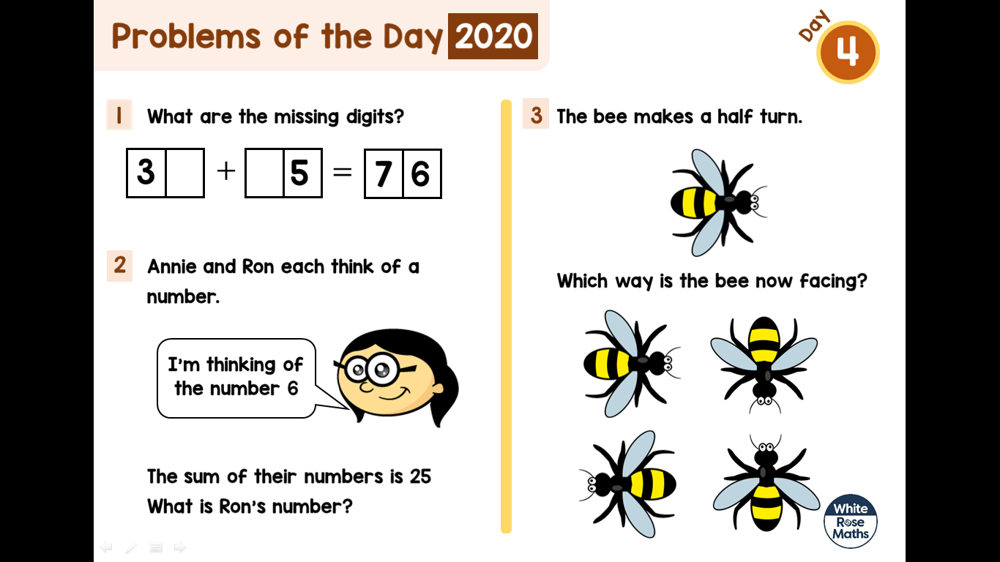 Problems of the Day 2020
Day
4
1 What are the missing digits?
3 + 5 = 7 6
2 Annie and Ron each think of a
number.
I'm thinking of
the number 6
The sum of their numbers is 25
What is Ron's number?
3 The bee makes a half turn.
Which way is the bee now facing?
White
Rose
Maths